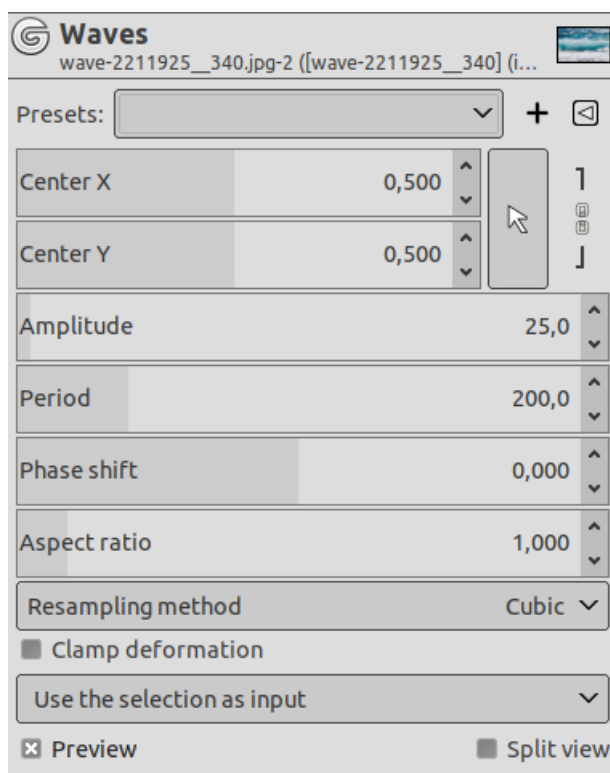 Waves
wave-2211925__340.jpg-2 ([wave-2211925__340] (i…
Presets:
Center X 0,500
Center Y 0,500
Amplitude 25,0
Period 200,0
Phase shift 0,000
Aspect ratio 1,000
Resampling method Cubic
Clamp deformation
Use the selection as input
Preview Split view